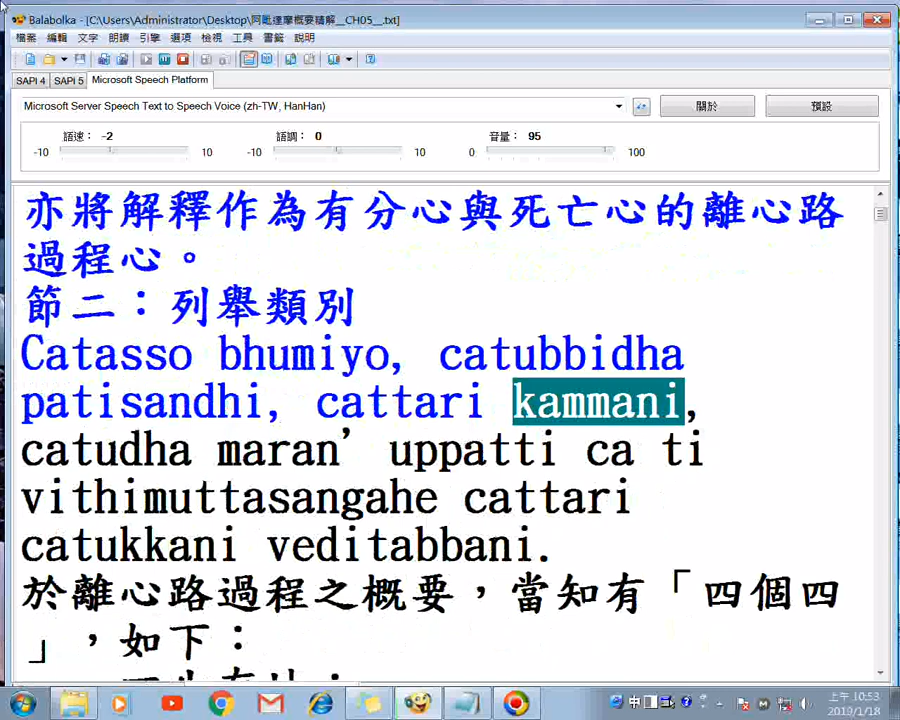 Balabolka - [C:\Users\Administrator\Desktop\阿毗達摩概要精解__CH05__.txt]
檔案 編輯 文字 朗讀 引擎 選項 檢視 工具 書籤 說明
SAPI 4 SAPI 5 Microsoft Speech Platform
Microsoft Server Speech Text to Speech Voice (zh-TW, HanHan) 關於 預設
語速： -2 語調： 0 音量： 95
-10 10 -10 10 0 100
亦將解釋作為有分心與死亡心的離心路
過程心。
節二：列舉類別
Catasso bhumiyo, catubbidha
patisandhi, cattari kammani,
catudha maran’ uppatti ca ti
vithimuttasangahe cattari
catukkani veditabbani.
於離心路過程之概要，當知有「四個四
」，如下：
中
上午 10:53
2019/1/18